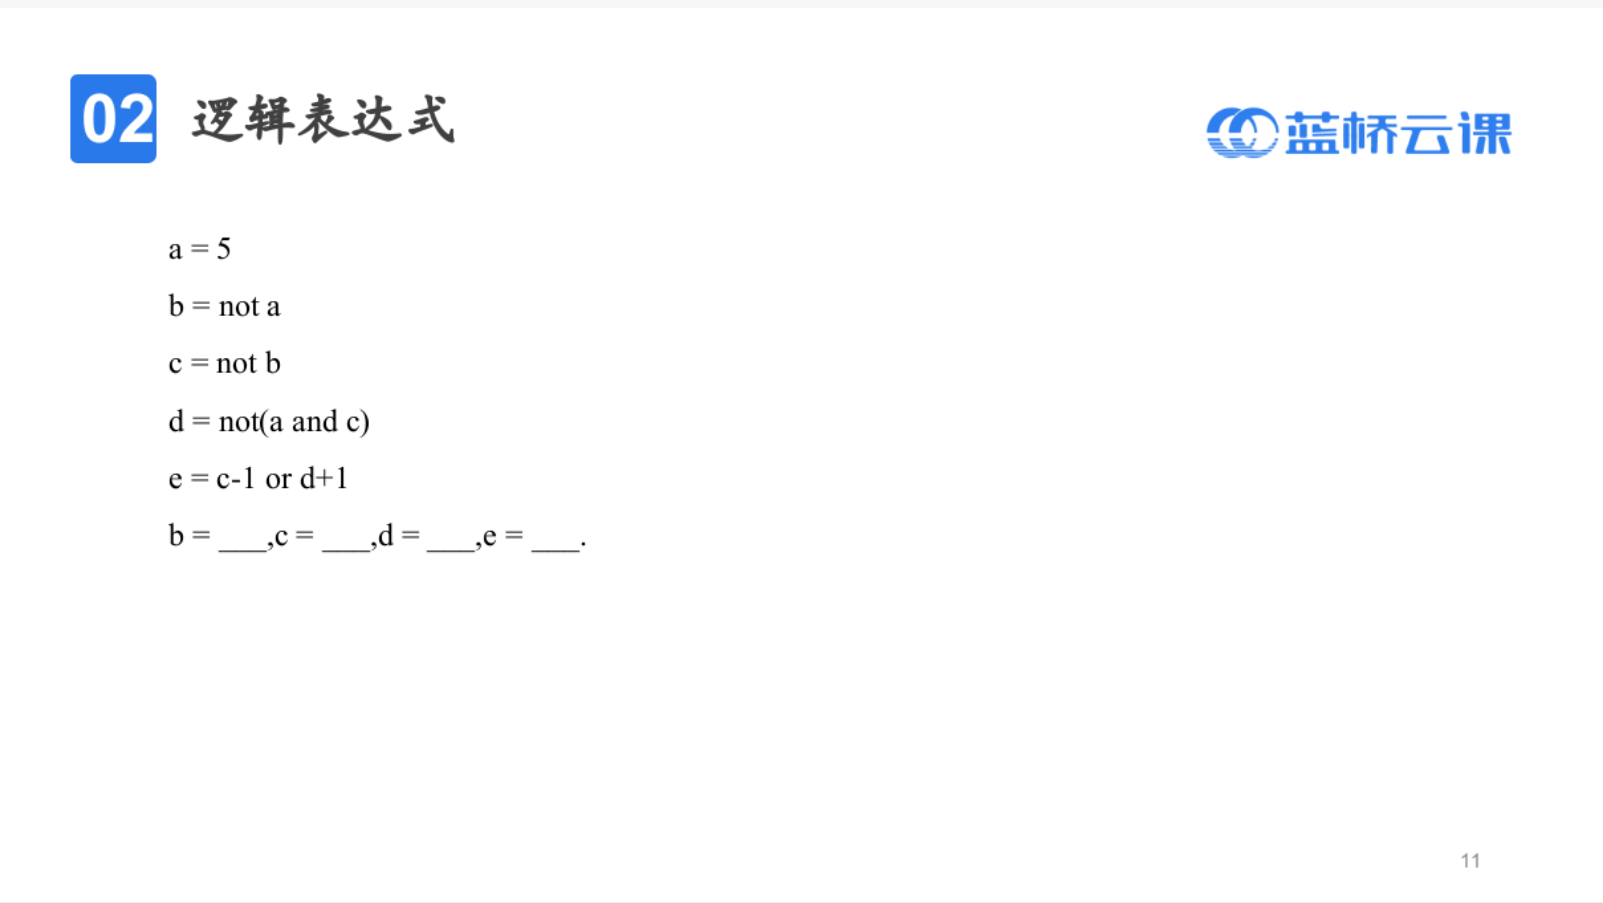 02 逻辑表达式
蓝桥云课
a = 5
b = not a
c = not b
d = not(a and c)
e = c-1 or d+1
b = ___,c = ___,d = ___,e = ___.
11